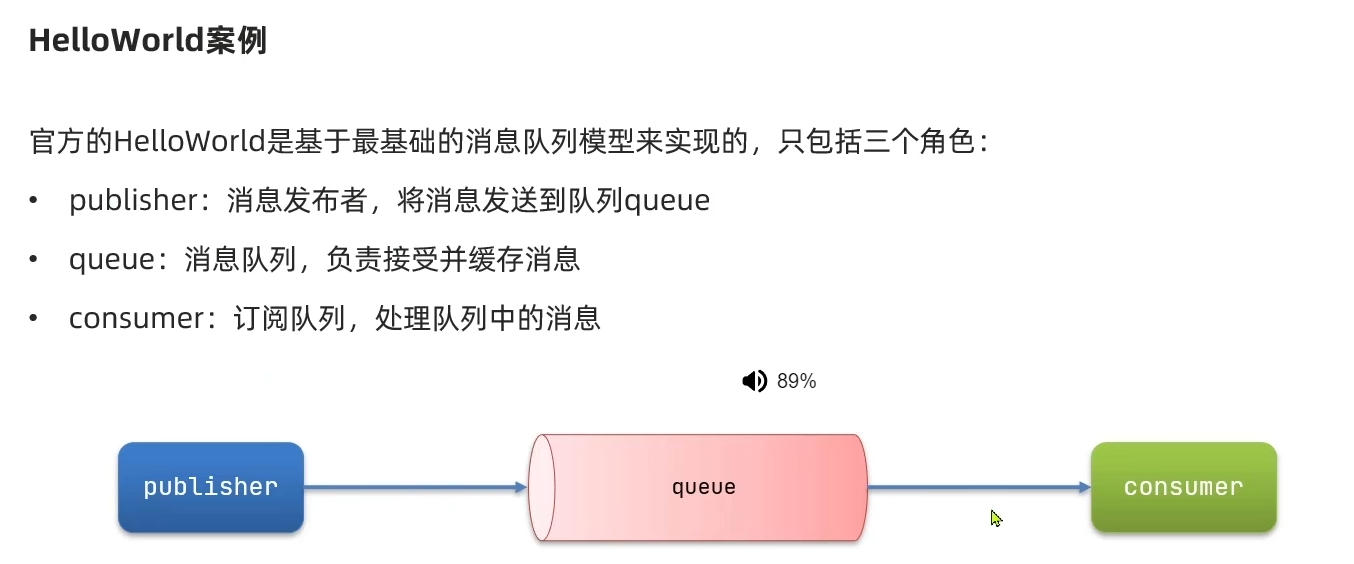 HelloWorld案例
官方的HelloWorld是基于最基础的消息队列模型来实现的，只包括三个角色：
• publisher：消息发布者，将消息发送到队列queue
• queue：消息队列，负责接受并缓存消息
• consumer：订阅队列，处理队列中的消息
89%
publisher
queue
consumer